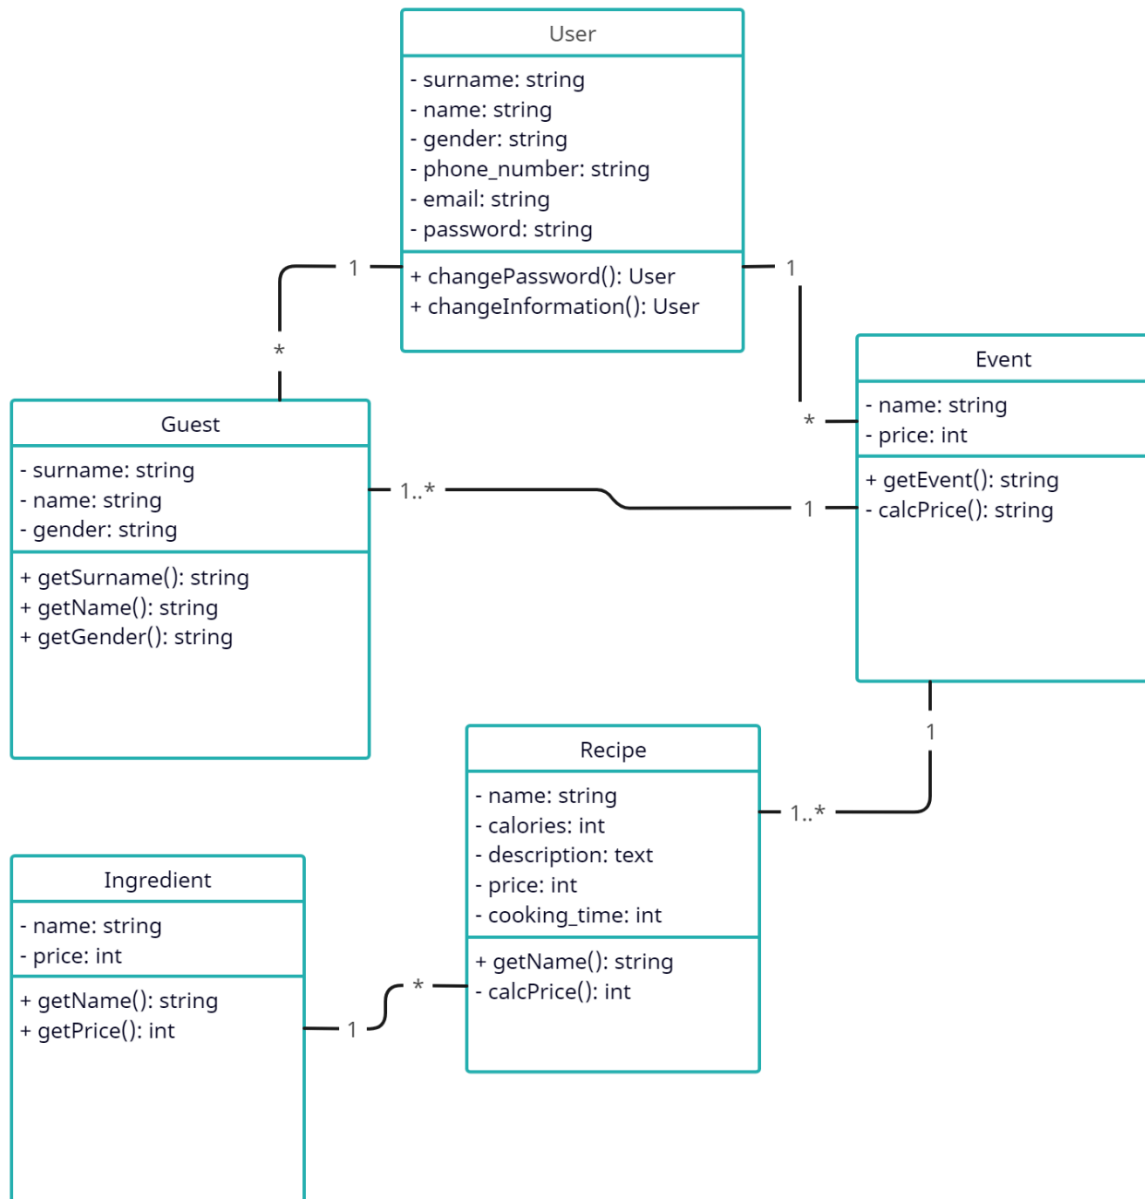 User
- surname: string
- name: string
- gender: string
- phone_number: string
- email: string
- password: string
+ changePassword(): User
+ changeInformation(): User
1
1
*
*
Event
- name: string
- price: int
+ getEvent(): string
- calcPrice(): string
Guest
- surname: string
- name: string
- gender: string
+ getSurname(): string
+ getName(): string
+ getGender(): string
1..*
1
1
1..*
Recipe
- name: string
- calories: int
- description: text
- price: int
- cooking_time: int
+ getName(): string
- calcPrice(): int
Ingredient
- name: string
- price: int
+ getName(): string
+ getPrice(): int
*
1